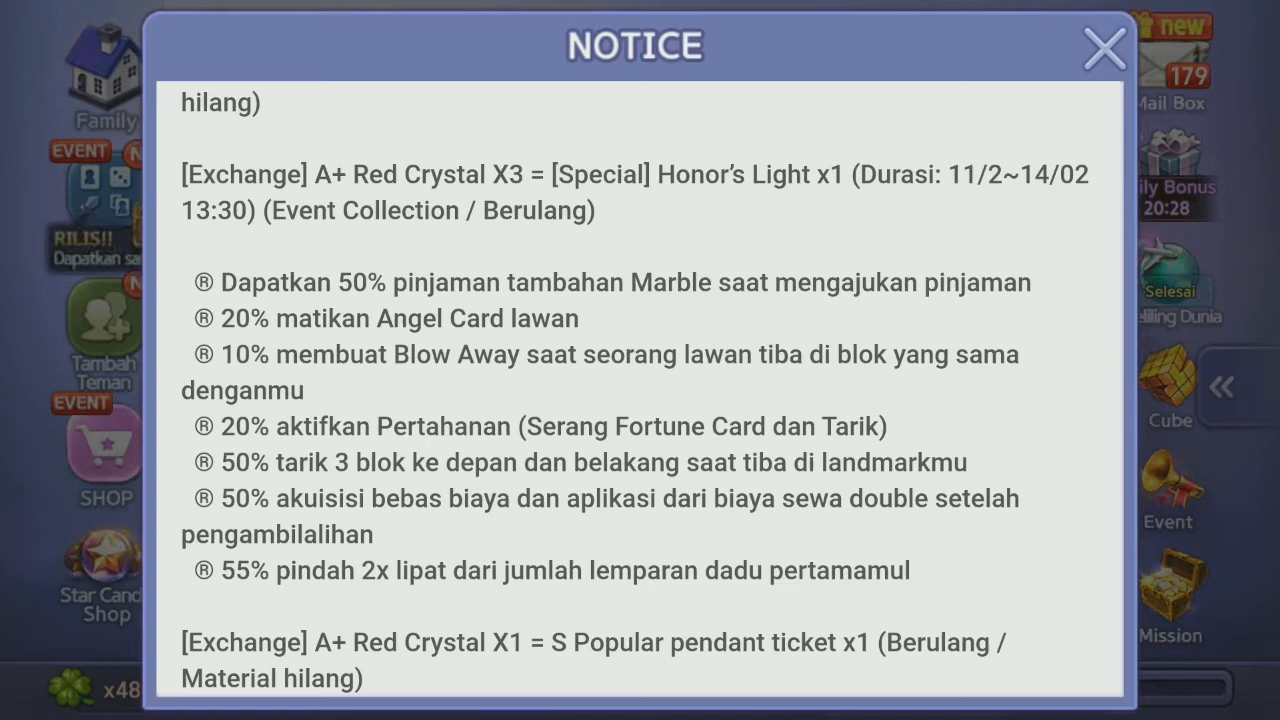 NOTICE
hilang)
[Exchange] A+ Red Crystal X3 = [Special] Honor’s Light x1 (Durasi: 11/2~14/02
13:30) (Event Collection / Berulang)
® Dapatkan 50% pinjaman tambahan Marble saat mengajukan pinjaman
® 20% matikan Angel Card lawan
® 10% membuat Blow Away saat seorang lawan tiba di blok yang sama
denganmu
® 20% aktifkan Pertahanan (Serang Fortune Card dan Tarik)
® 50% tarik 3 blok ke depan dan belakang saat tiba di landmarkmu
® 50% akuisisi bebas biaya dan aplikasi dari biaya sewa double setelah
pengambilalihan
® 55% pindah 2x lipat dari jumlah lemparan dadu pertamamul
[Exchange] A+ Red Crystal X1 = S Popular pendant ticket x1 (Berulang /
Material hilang)
Family
EVENT
N
RILIS!!
Dapatkan sa
N
Tambah
Teman
EVENT
SHOP
Star Cand
Shop
x48
new
179
Mail Box
ily Bonus
20:28
Selesai
eliling Dunia
Cube
Event
Mission